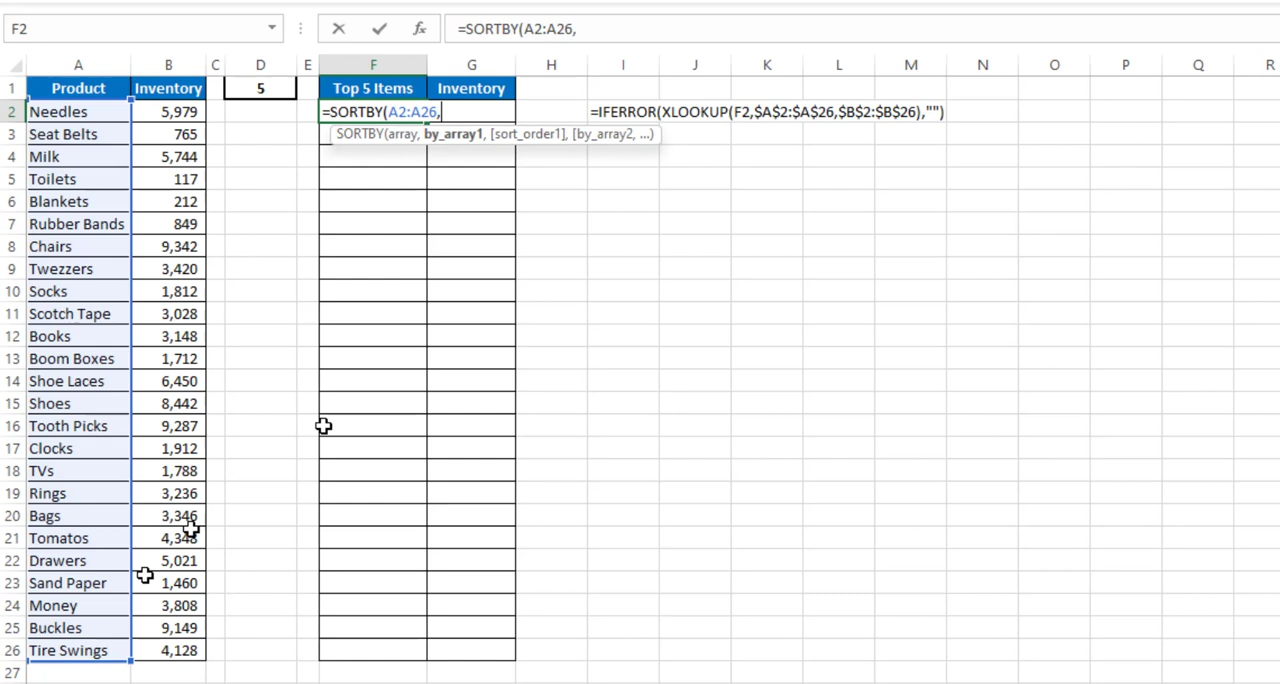 F2 =SORTBY(A2:A26,
A B C D E F G H I J K L M N O P Q R
1 Product Inventory 5 Top 5 Items Inventory
2 Needles 5,979 =SORTBY(A2:A26, =IFERROR(XLOOKUP(F2,$A$2:$A$26,$B$2:$B$26),"")
3 Seat Belts 765 SORTBY(array, by_array1, [sort_order1], [by_array2, ...)
4 Milk 5,744
5 Toilets 117
6 Blankets 212
7 Rubber Bands 849
8 Chairs 9,342
9 Twezzers 3,420
10 Socks 1,812
11 Scotch Tape 3,028
12 Books 3,148
13 Boom Boxes 1,712
14 Shoe Laces 6,450
15 Shoes 8,442
16 Tooth Picks 9,287
17 Clocks 1,912
18 TVs 1,788
19 Rings 3,236
20 Bags 3,346
21 Tomatos 4,348
22 Drawers 5,021
23 Sand Paper 1,460
24 Money 3,808
25 Buckles 9,149
26 Tire Swings 4,128
27